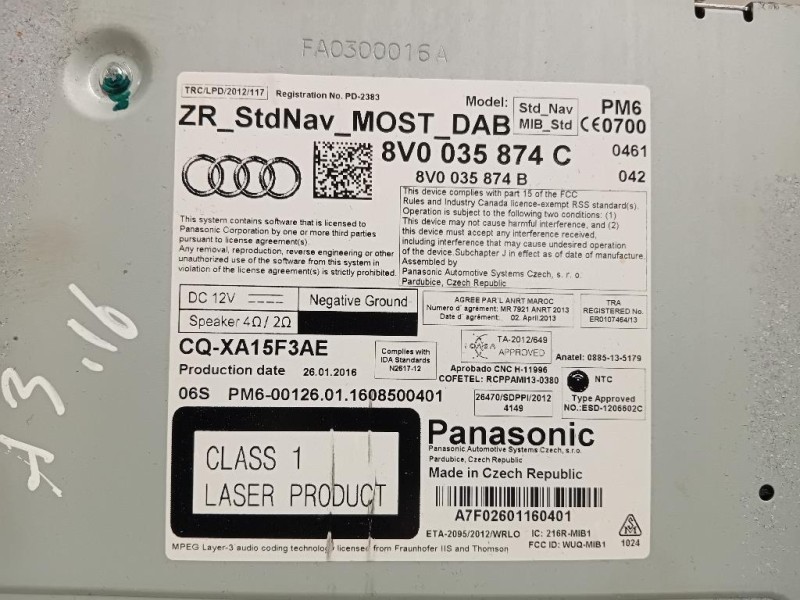 FA0300016A
TRC/LPD/2012/117
Registration No. PD-2383
Model:
Std_Nav
MIB_Std
PM6
CE0700
ZR_StdNav_MOST_DAB
8V0 035 874 C
0461
8V0 035 874 B
042
This system contains software that is licensed to
Panasonic Corporation by one or more third parties
pursuant to license agreement(s).
Any removal, reproduction, reverse engineering or other
unauthorized use of the software from this system in
violation of the license agreement(s) is strictly prohibited.
This device complies with part 15 of the FCC
Rules and Industry Canada licence-exempt RSS standard(s).
Operation is subject to the following two conditions: (1)
This device may not cause harmful interference, and (2)
this device must accept any interference received,
including interference that may cause undesired operation
of the device.Subchapter J in effect as of date of manufacture.
Assembled by
Panasonic Automotive Systems Czech, s. r. o.
Pardubice, Czech Republic
DC 12V
Negative Ground
Speaker 4Ω/ 2Ω
AGREE PAR L'ANRT MAROC
Numero d'agrément: MR 7921 ANRT 2013
Date d'agrément: 02. April.2013
TRA
REGISTERED No.
ER0107464/13
CQ-XA15F3AE
Complies with
IDA Standards
N2617-12
TA-2012/649
APPROVED
Anatel: 0885-13-5179
Production date 26.01.2016
Aprobado CNC H-11996
COFETEL: RCPPAMI13-0380
NTC
Type Approved
NO.:ESD-1206602C
06S PM6-00126.01.1608500401
26470/SDPPI/2012
4149
A3 .16
CLASS 1
LASER PRODUCT
Panasonic
Panasonic Automotive Systems Czech, s.r.o.
Pardubice, Czech Republic
Made in Czech Republic
A7F02601160401
ETA-2095/2012/WRLO
IC: 216R-MIB1
FCC ID: WUQ-MIB1
1024
MPEG Layer-3 audio coding technology licensed from Fraunhofer IIS and Thomson